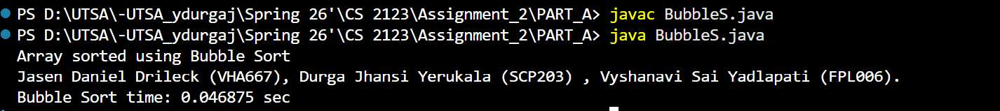 PS D:\UTSA\-UTSA_ydurgaj\Spring 26'\CS 2123\Assignment_2\PART_A> javac BubbleS.java
PS D:\UTSA\-UTSA_ydurgaj\Spring 26'\CS 2123\Assignment_2\PART_A> java BubbleS.java
Array sorted using Bubble Sort
Jasen Daniel Drileck (VHA667), Durga Jhansi Yerukala (SCP203) , Vyshanavi Sai Yadlapati (FPL006).
Bubble Sort time: 0.046875 sec